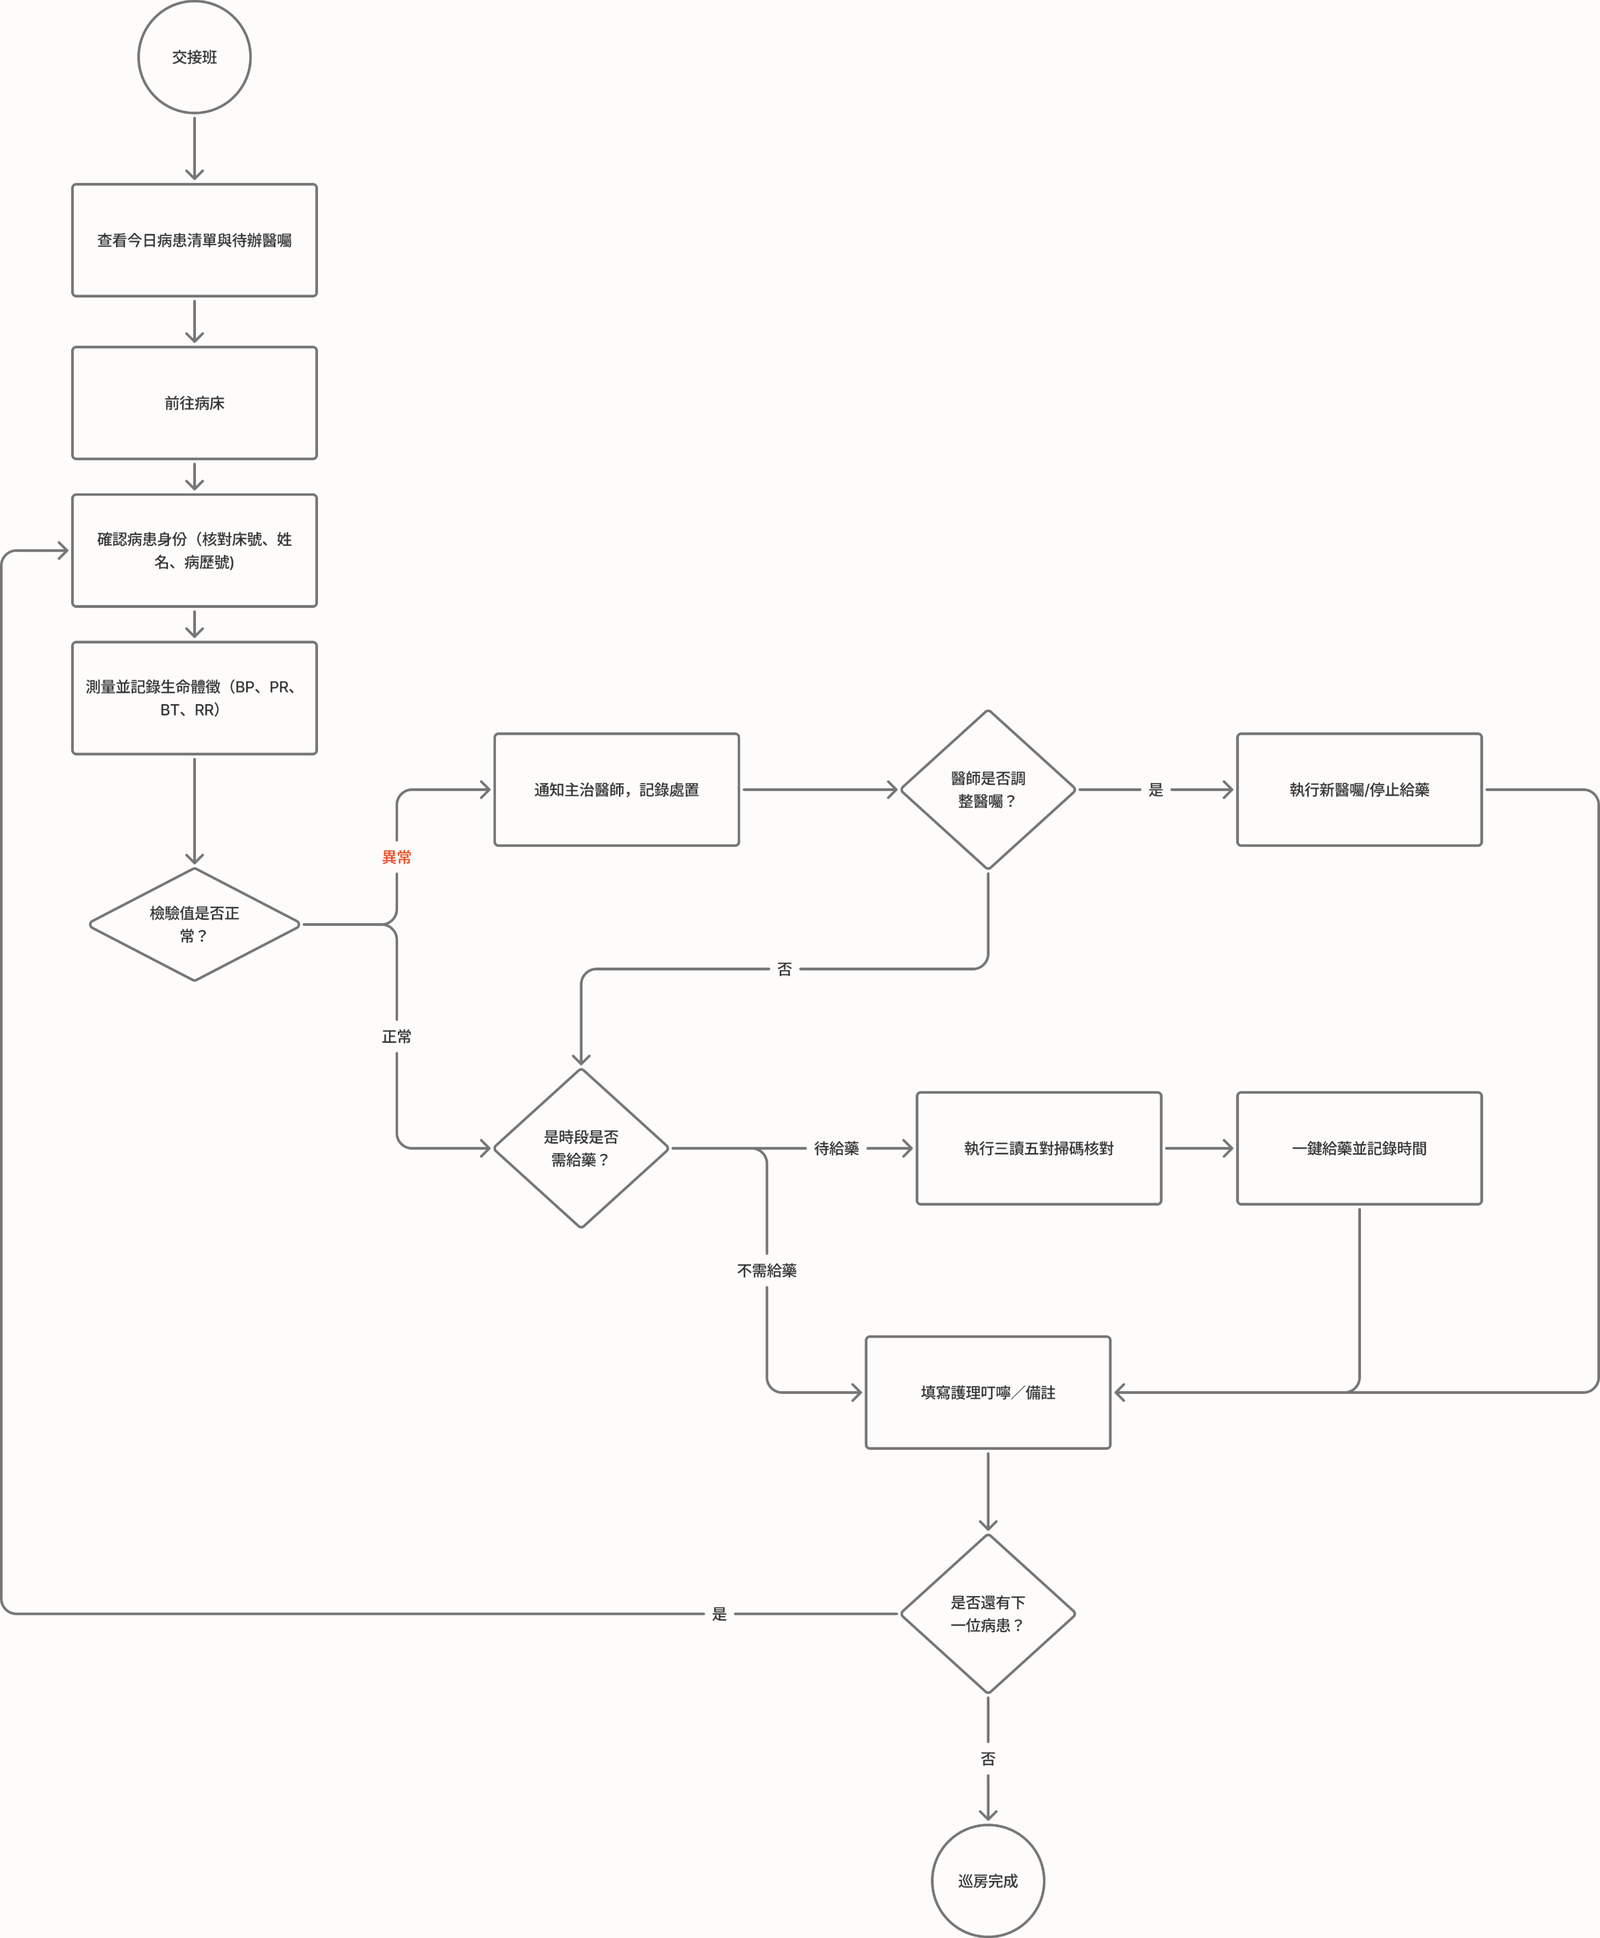 交接班
查看今日病患清單與待辦醫囑
前往病床
確認病患身份（核對床號、姓
名、病歷號)
測量並記錄生命體徵（BP、PR、
BT、RR）
檢驗值是否正
常？
異常
正常
通知主治醫師，記錄處置
醫師是否調
整醫囑？
是
執行新醫囑/停止給藥
否
是時段是否
需給藥？
待給藥
執行三讀五對掃碼核對
一鍵給藥並記錄時間
不需給藥
填寫護理叮嚀／備註
是否還有下
一位病患？
是
否
巡房完成